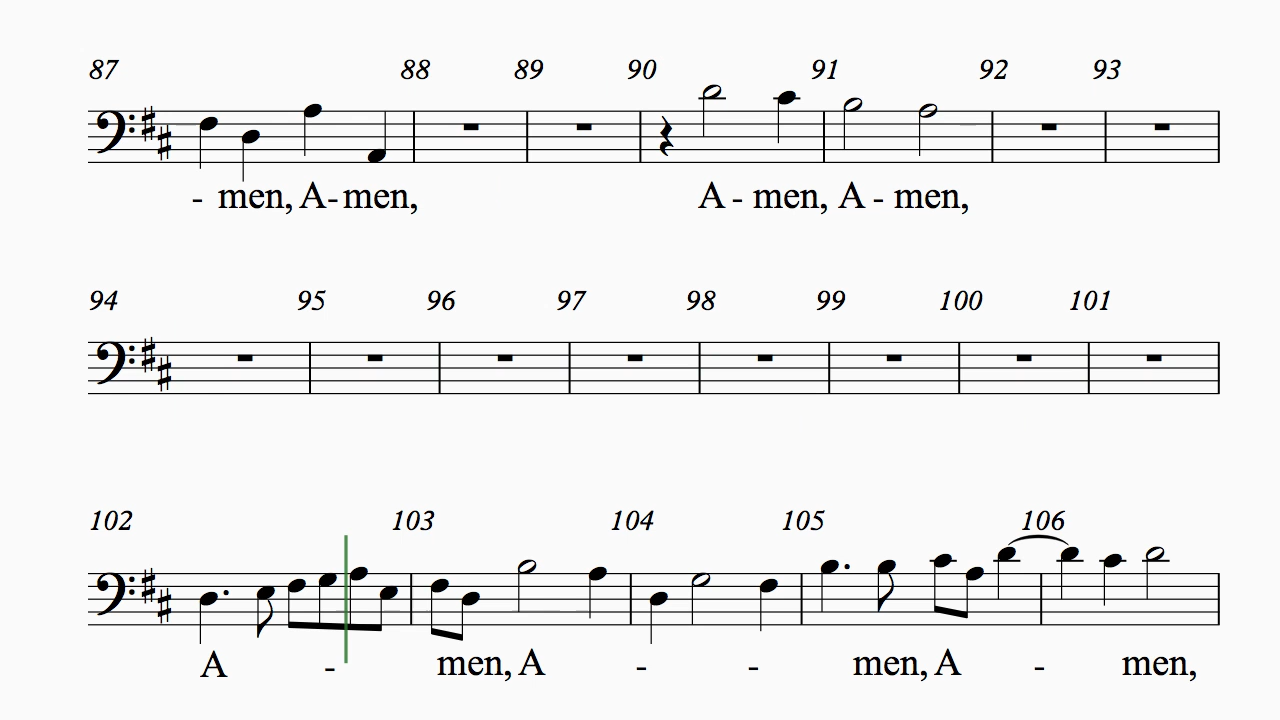 87 88 89 90 91 92 93
- men, A- men, A - men, A - men,
94 95 96 97 98 99 100 101
102 103 104 105 106
A - men, A - - men, A - men,